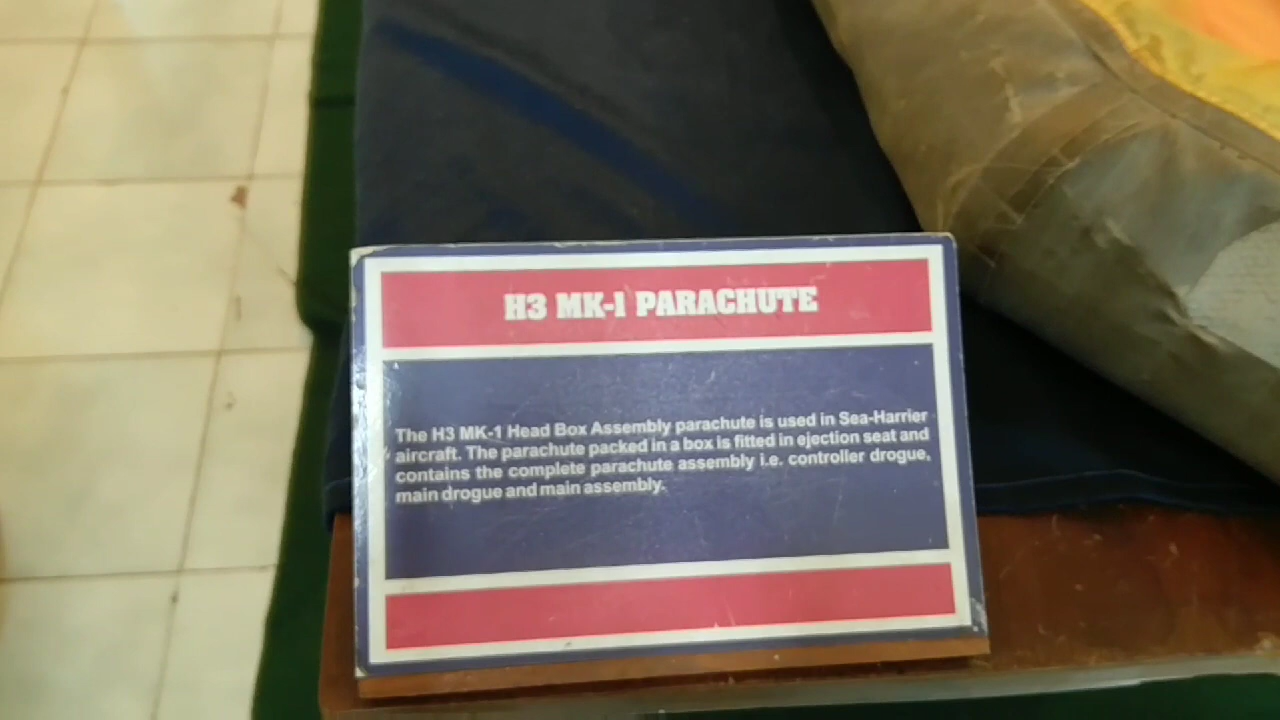 H3 MK-1 PARACHUTE
The H3 MK-1 Head Box Assembly parachute is used in Sea-Harrier
aircraft. The parachute packed in a box is fitted in ejection seat and
contains the complete parachute assembly i.e. controller drogue,
main drogue and main assembly.